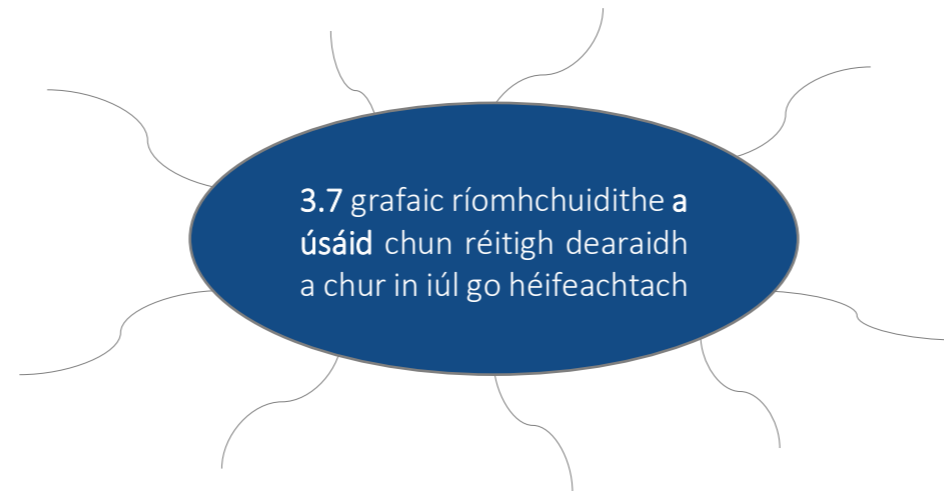 3.7 grafaic ríomhchuidithe a
úsáid chun réitigh dearaidh
a chur in iúl go héifeachtach